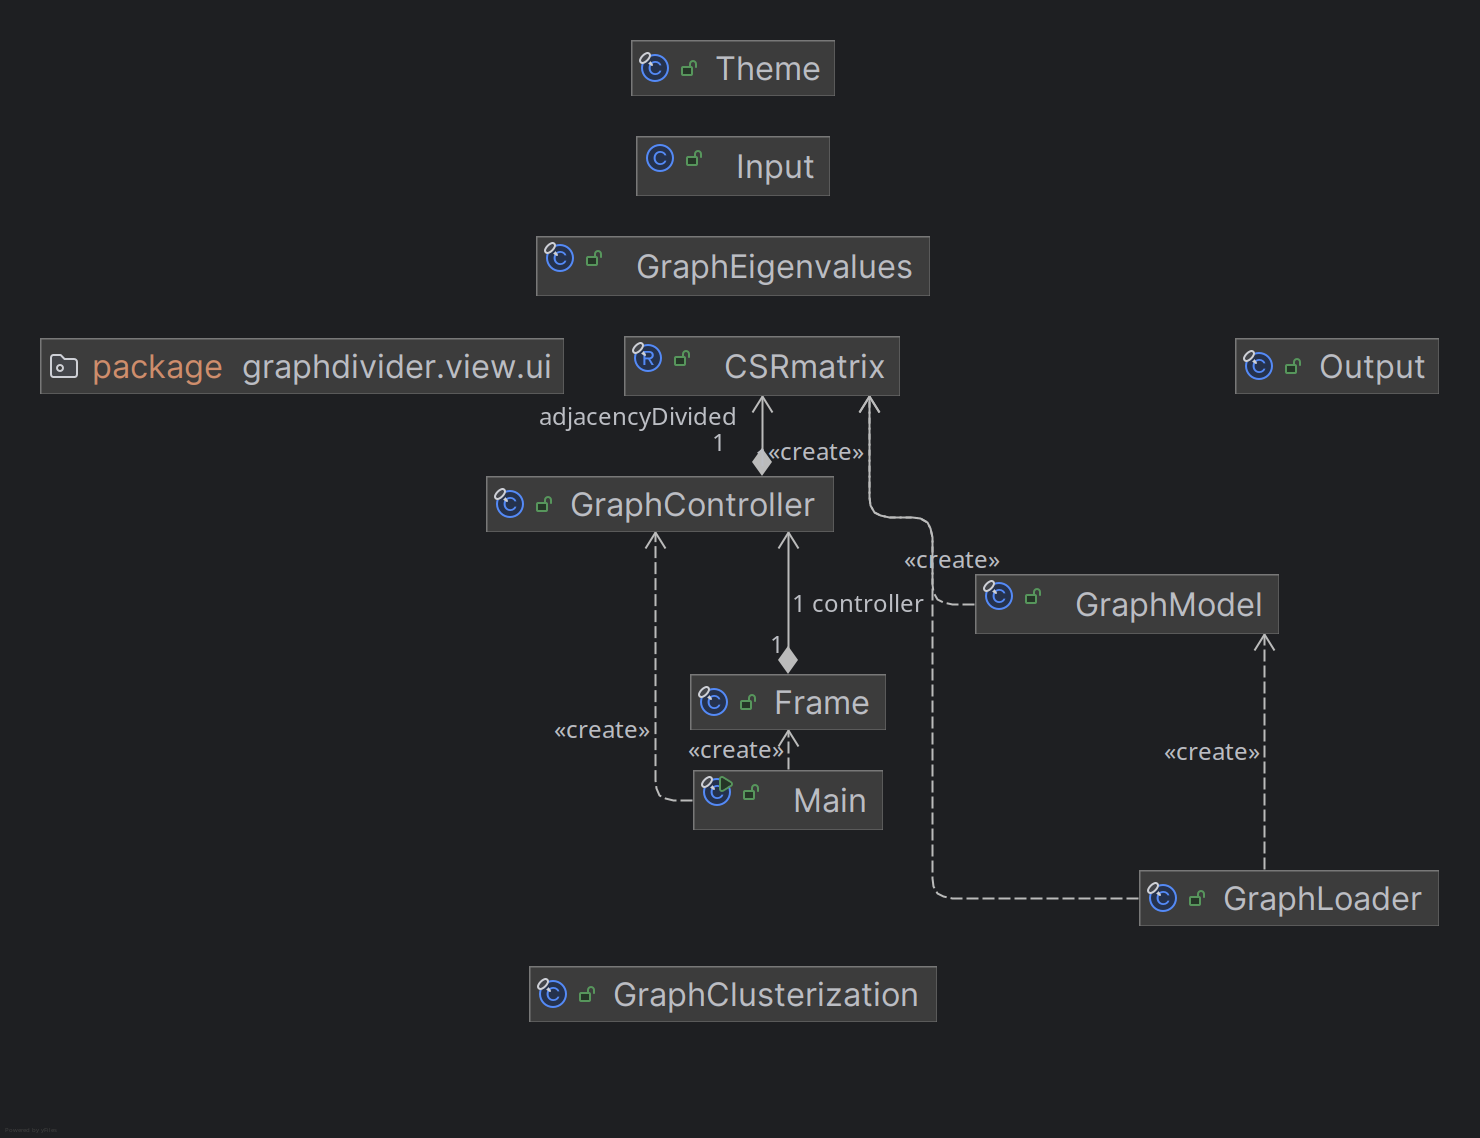 Theme
Input
GraphEigenvalues
package graphdivider.view.ui
CSRmatrix
Output
adjacencyDivided
1
«create»
GraphController
«create»
GraphModel
1 controller
1
Frame
«create»
«create»
«create»
Main
GraphLoader
GraphClusterization
Powered by yFiles